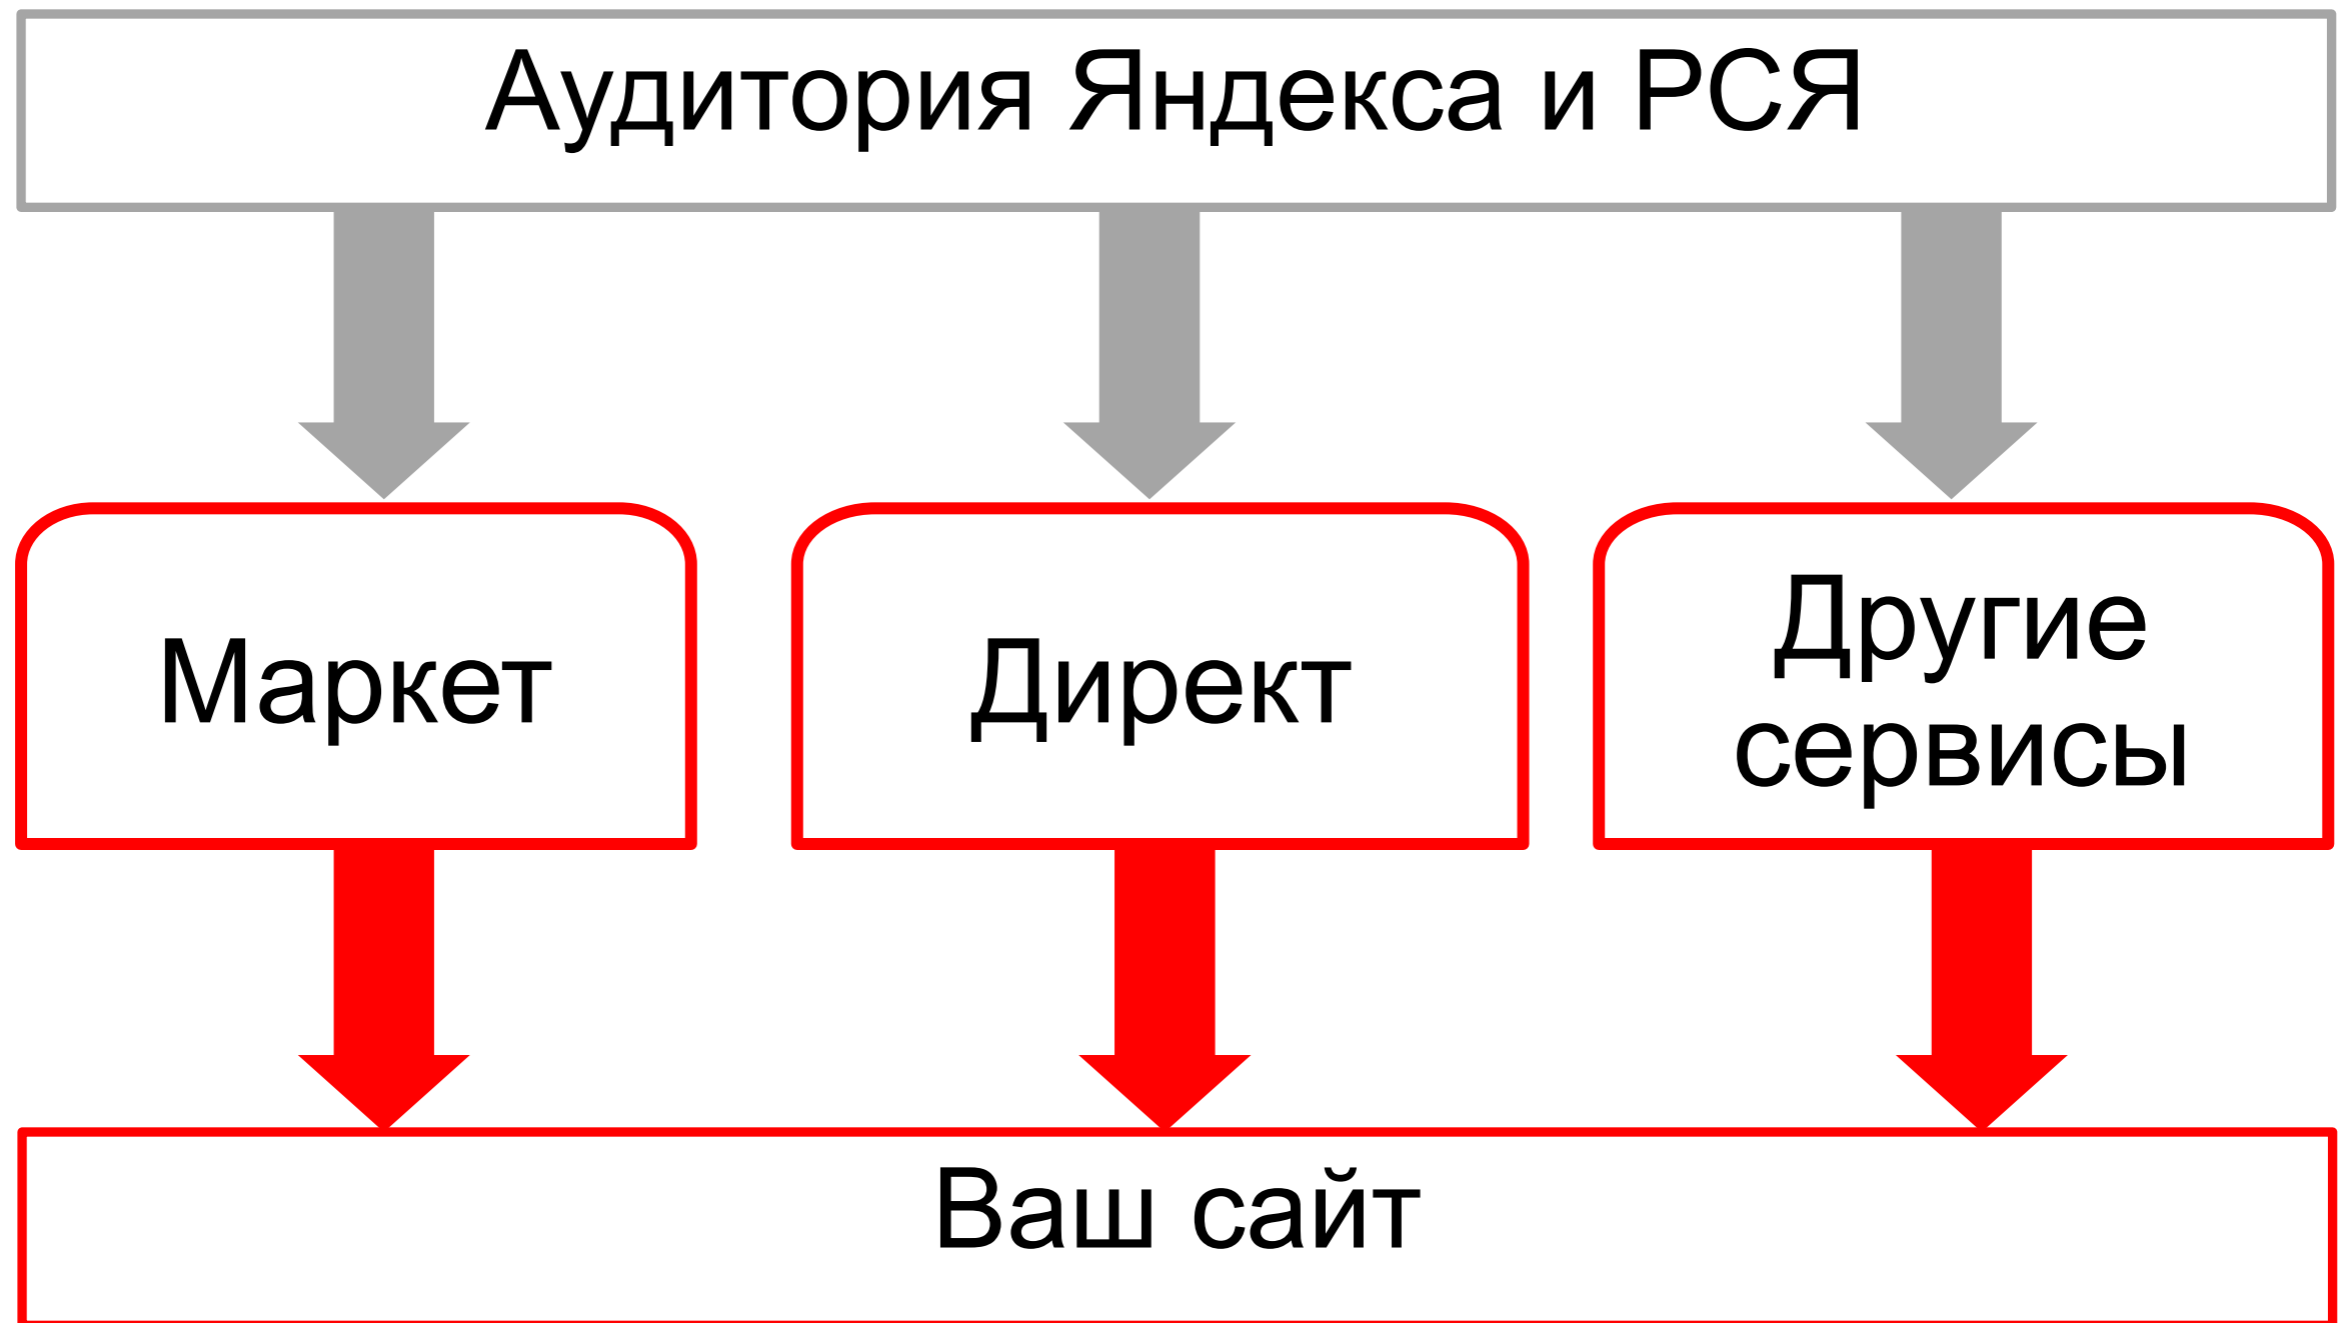 Аудитория Яндекса и РСЯ
Маркет
Директ
Другие
сервисы
Ваш сайт